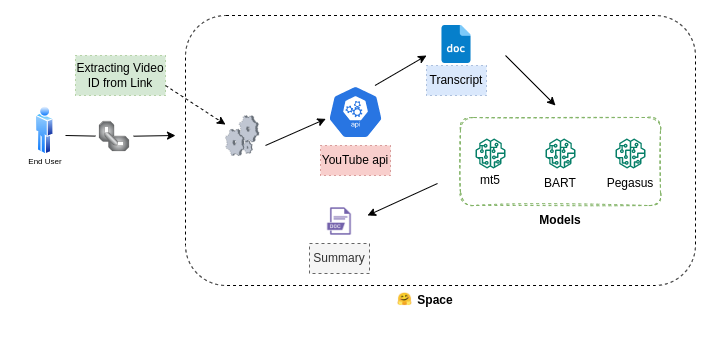 Extracting Video
ID from Link
End User
api
YouTube api
doc
Transcript
mt5
BART
Pegasus
Models
DOC
Summary
🤗 Space